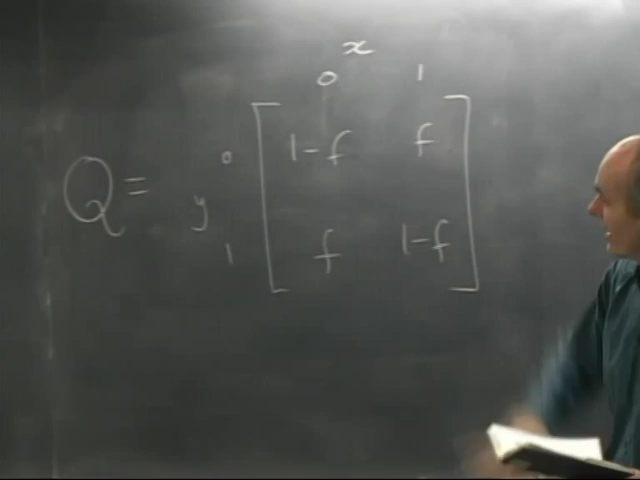 x
0 1
0 1-f f
Q = y
1 f 1-f